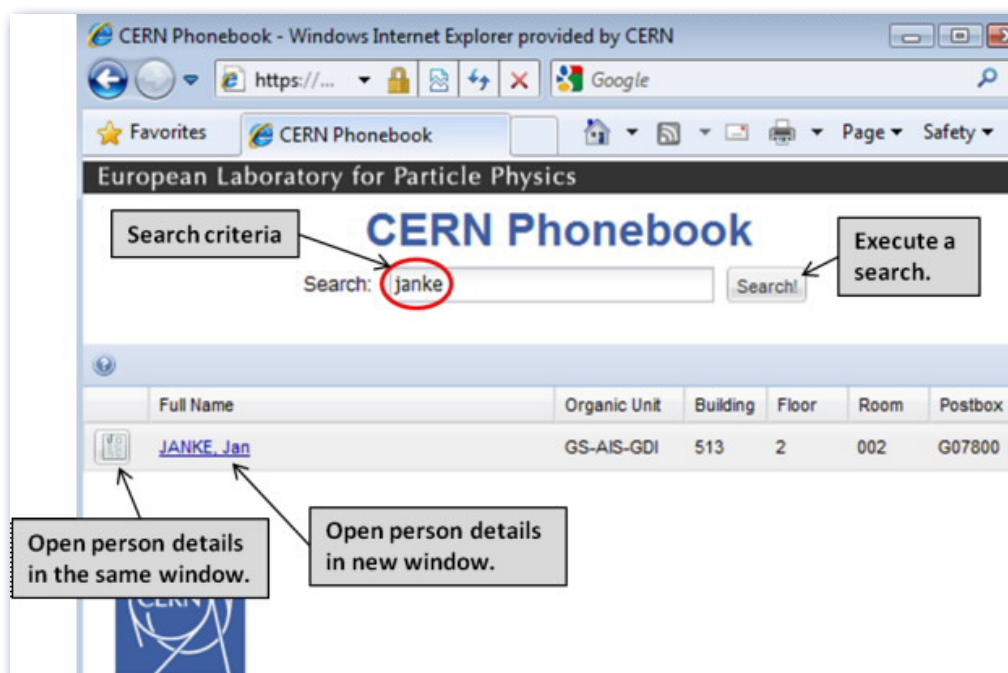 CERN Phonebook - Windows Internet Explorer provided by CERN
https://...
Google
Favorites
CERN Phonebook
Page
Safety
European Laboratory for Particle Physics
Search criteria
CERN Phonebook
Execute a
search.
Search:
janke
Search!
Full Name
Organic Unit
Building
Floor
Room
Postbox
JANKE, Jan
GS-AIS-GDI
513
2
002
G07800
Open person details
in the same window.
Open person details
in new window.
CERN